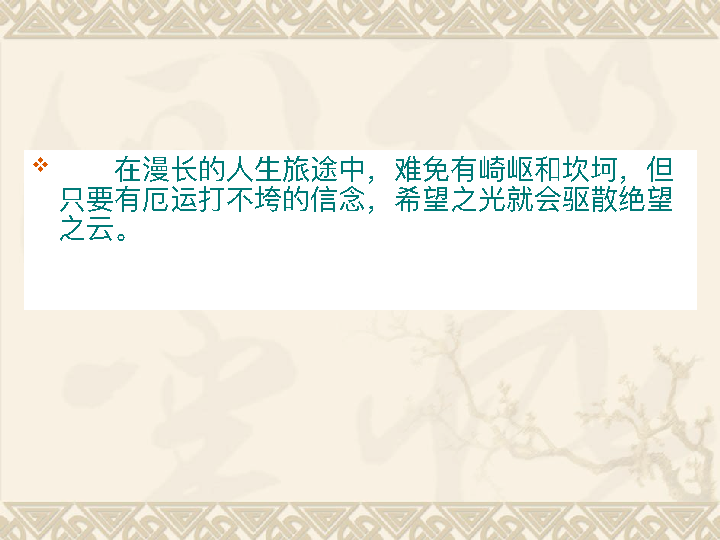 在漫长的人生旅途中，难免有崎岖和坎坷，但
只要有厄运打不垮的信念，希望之光就会驱散绝望
之云。